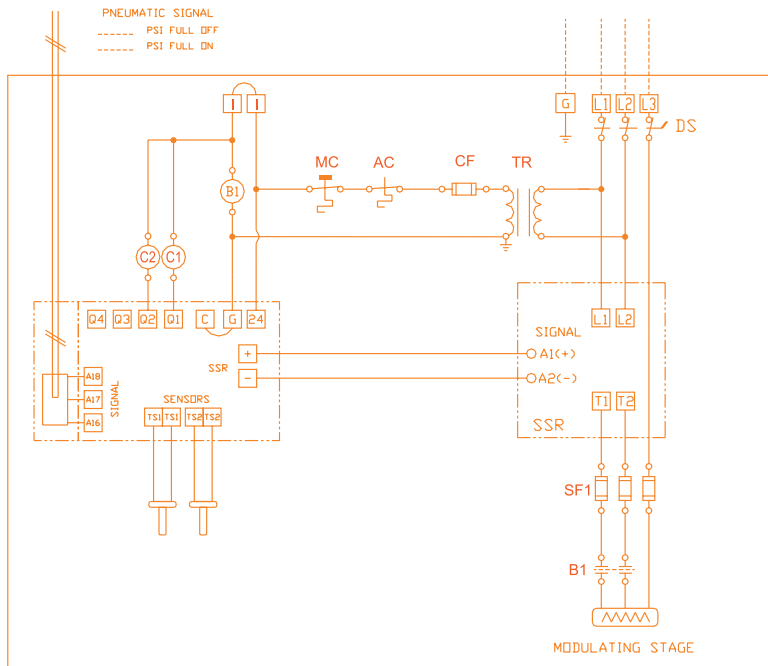 PNEUMATIC SIGNAL
PSI FULL OFF
PSI FULL ON
I I
G L1 L2 L3
DS
MC AC CF TR
B1
C2 C1
Q4 Q3 Q2 Q1 C G 24
L1 L2
SIGNAL
+ A1(+)
SSR
- A2(-)
A18
A17
A16
SIGNAL
SENSORS
TS1 TS1 TS2 TS2
T1 T2
SSR
SF1
B1
MODULATING STAGE